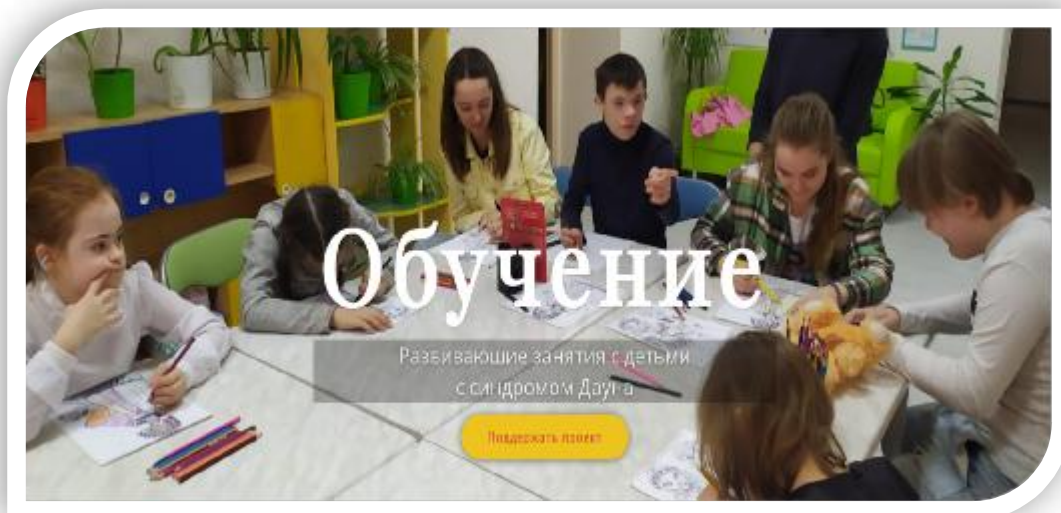 Обучение
Развивающие занятия с детьми
с синдромом Дауна
Поддержать проект